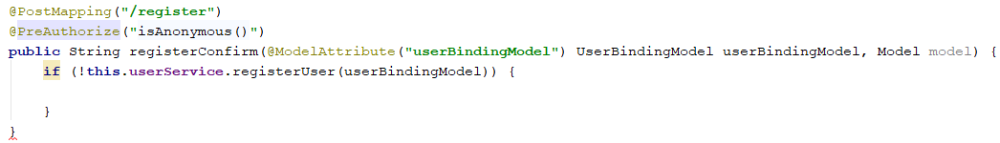 @PostMapping("/register")
@PreAuthorize("isAnonymous()")
public String registerConfirm(@ModelAttribute("userBindingModel") UserBindingModel userBindingModel, Model model) {
    if (!this.userService.registerUser(userBindingModel)) {
    }
}